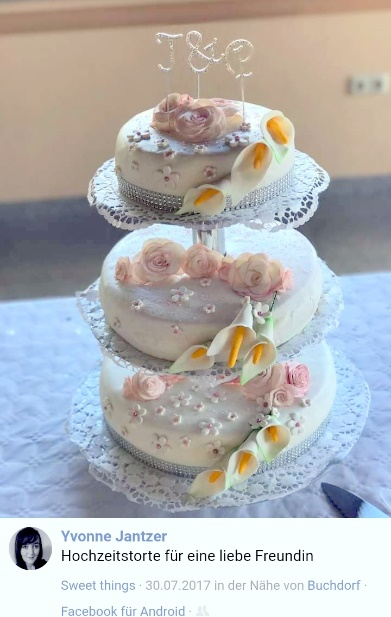 J & C
Yvonne Jantzer
Hochzeitstorte für eine liebe Freundin
Sweet things · 30.07.2017 in der Nähe von Buchdorf ·
Facebook für Android ·